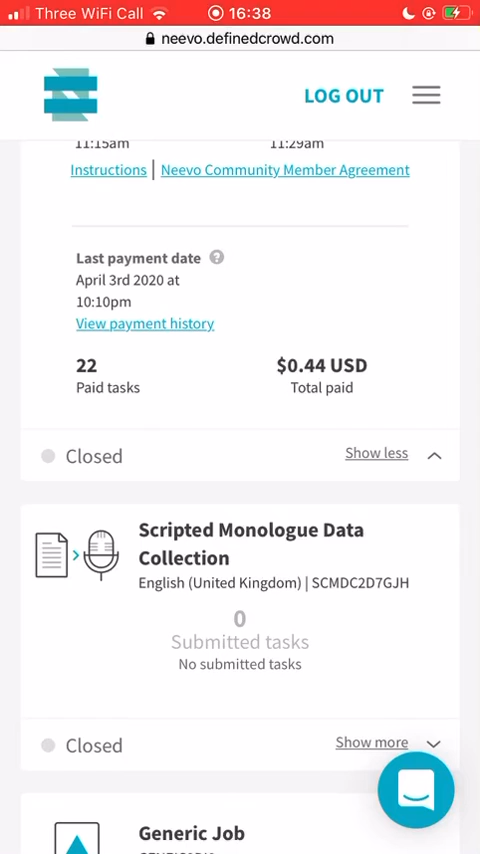 Three WiFi Call 16:38
neevo.definedcrowd.com
LOG OUT
11:15am 11:29am
Instructions | Neevo Community Member Agreement
Last payment date ?
April 3rd 2020 at
10:10pm
View payment history
22 $0.44 USD
Paid tasks Total paid
Closed Show less
Scripted Monologue Data
Collection
English (United Kingdom) | SCMDC2D7GJH
0
Submitted tasks
No submitted tasks
Closed Show more
Generic Job